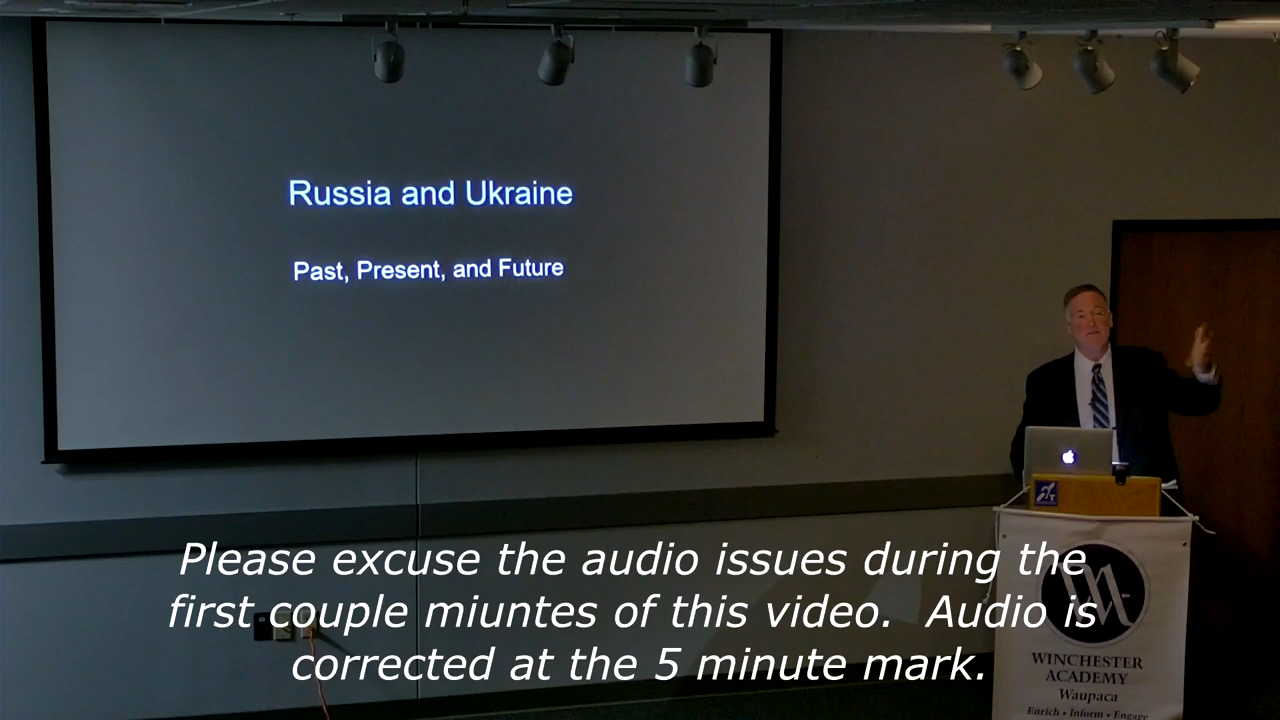 Russia and Ukraine
Past, Present, and Future
Please excuse the audio issues during the
first couple miuntes of this video.  Audio is
corrected at the 5 minute mark.
WINCHESTER
ACADEMY
Waupaca
Enrich • Inform • Engage